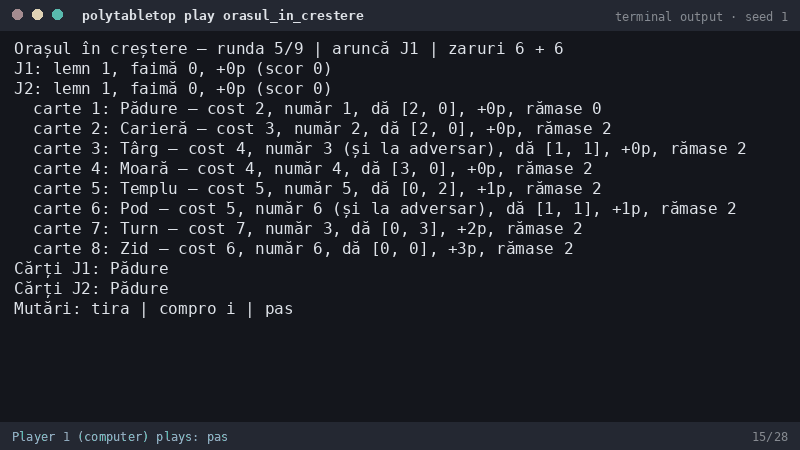 polytabletop play orasul_in_crestere
terminal output · seed 1
Orașul în creștere — runda 5/9 | aruncă J1 | zaruri 6 + 6
J1: lemn 1, faimă 0, +0p (scor 0)
J2: lemn 1, faimă 0, +0p (scor 0)
carte 1: Pădure — cost 2, număr 1, dă [2, 0], +0p, rămase 0
carte 2: Carieră — cost 3, număr 2, dă [2, 0], +0p, rămase 2
carte 3: Târg — cost 4, număr 3 (și la adversar), dă [1, 1], +0p, rămase 2
carte 4: Moară — cost 4, număr 4, dă [3, 0], +0p, rămase 2
carte 5: Templu — cost 5, număr 5, dă [0, 2], +1p, rămase 2
carte 6: Pod — cost 5, număr 6 (și la adversar), dă [1, 1], +1p, rămase 2
carte 7: Turn — cost 7, număr 3, dă [0, 3], +2p, rămase 2
carte 8: Zid — cost 6, număr 6, dă [0, 0], +3p, rămase 2
Cărți J1: Pădure
Cărți J2: Pădure
Mutări: tira | compro i | pas
Player 1 (computer) plays: pas
15/28